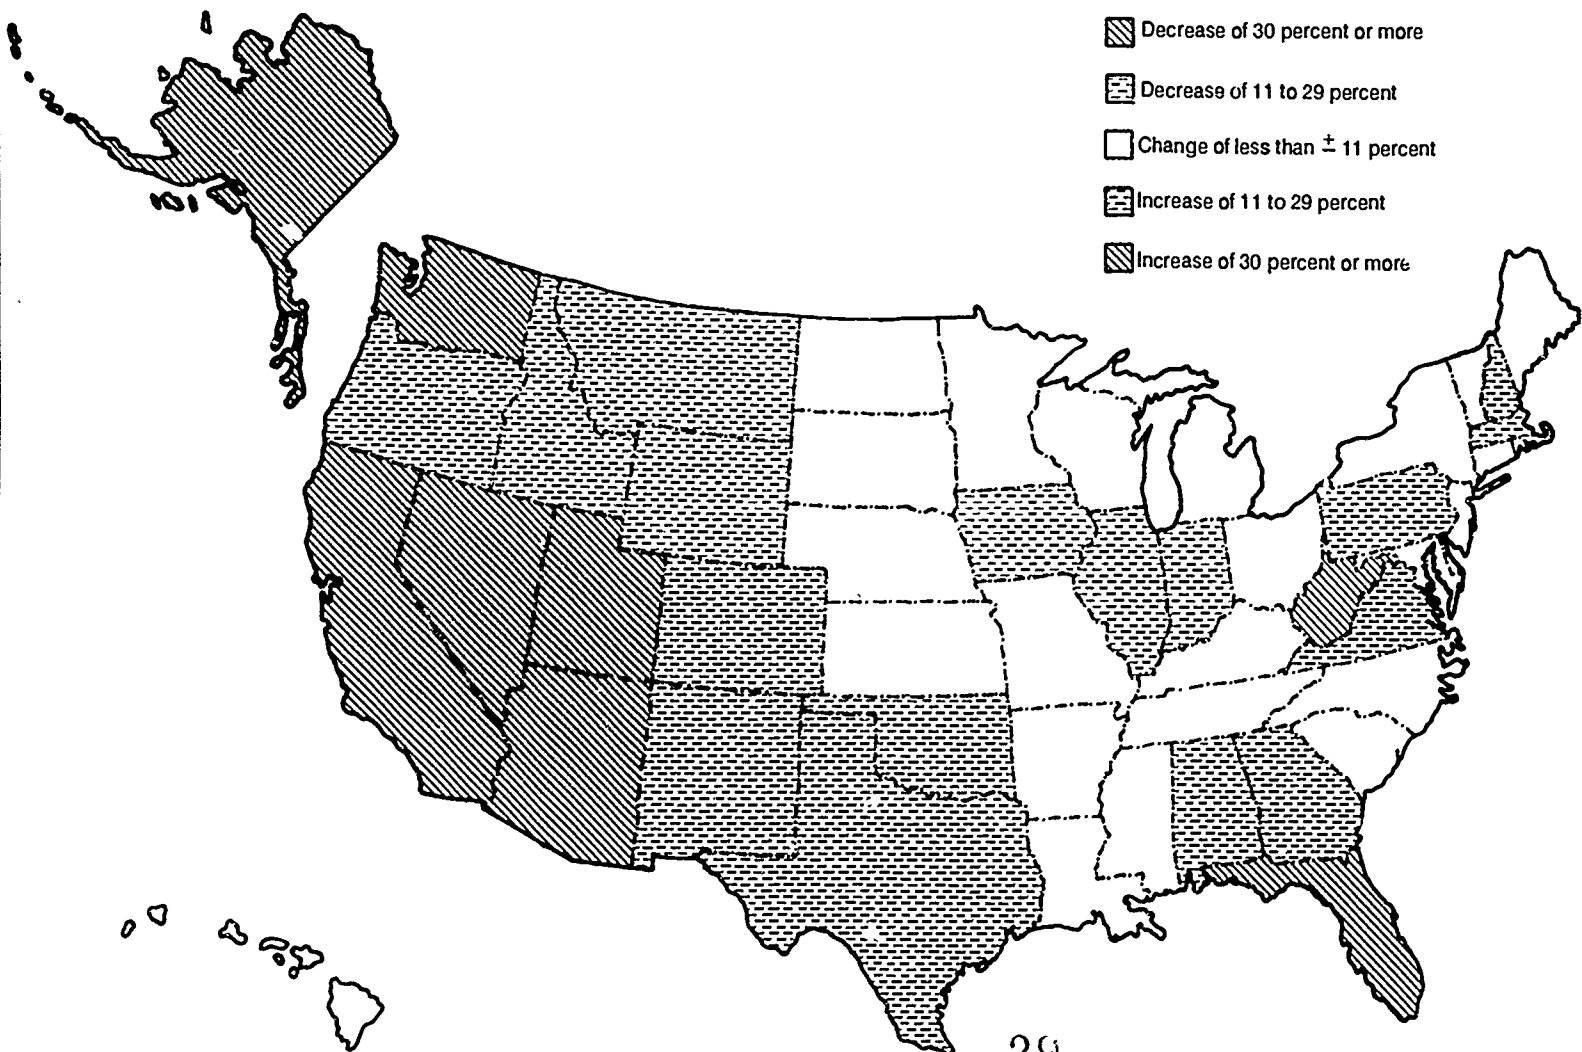 Decrease of 30 percent or more
Decrease of 11 to 29 percent
Change of less than ± 11 percent
Increase of 11 to 29 percent
Increase of 30 percent or more